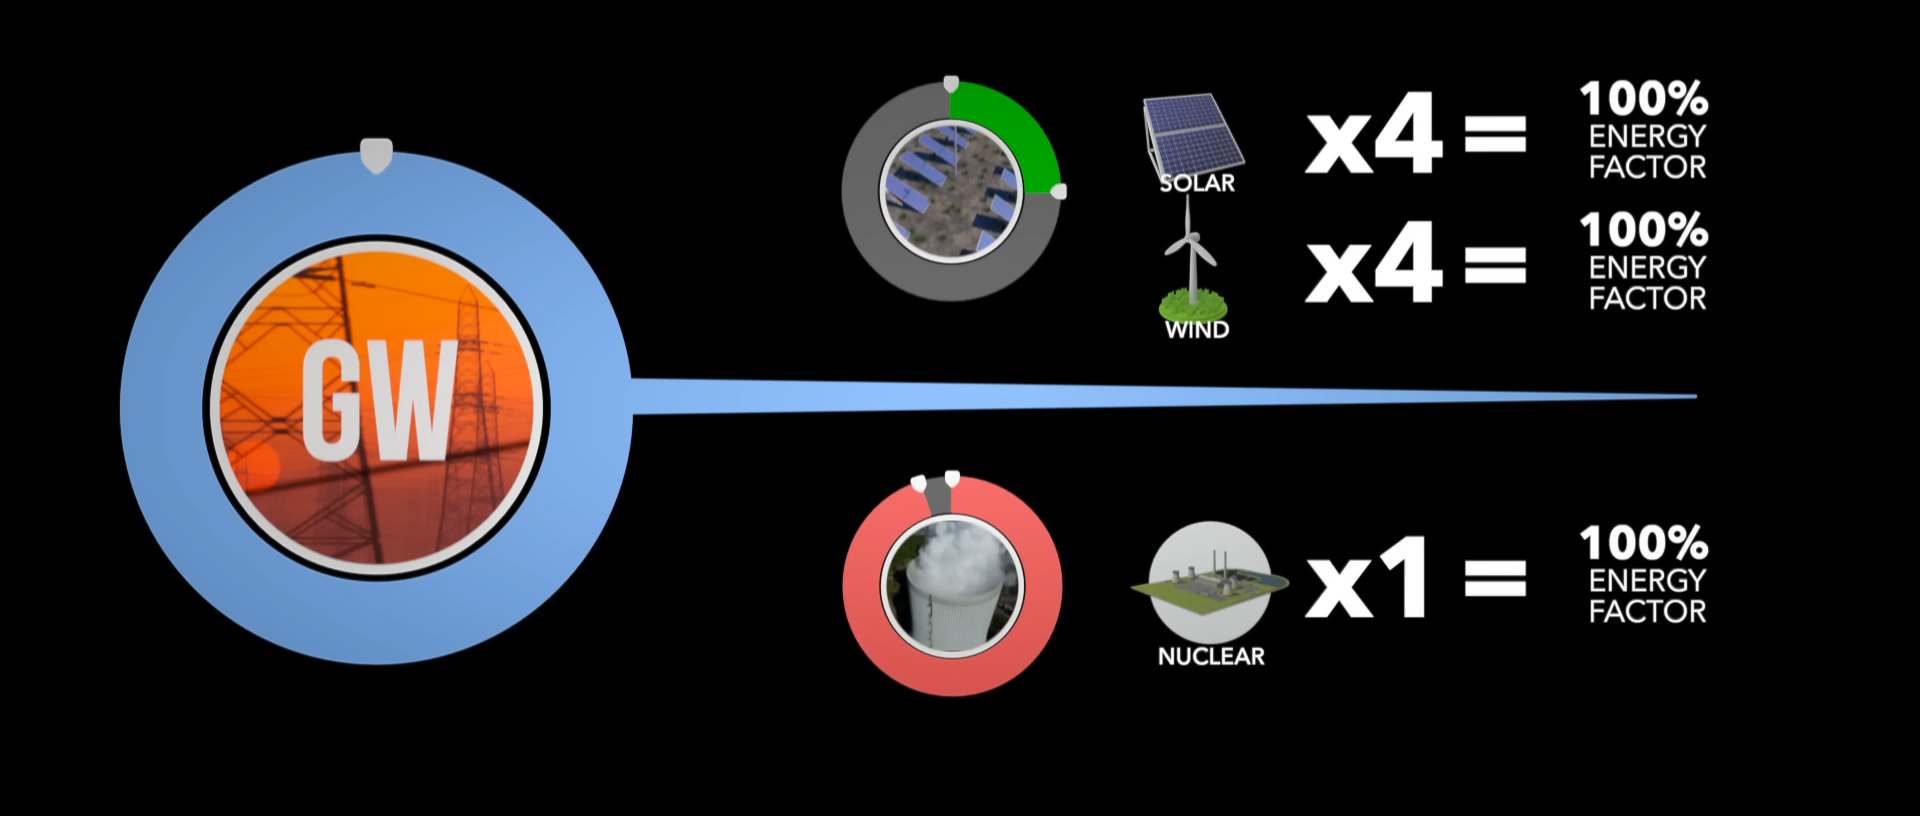 GW
SOLAR
x4 =
100%
ENERGY
FACTOR
WIND
x4 =
100%
ENERGY
FACTOR
NUCLEAR
x1 =
100%
ENERGY
FACTOR